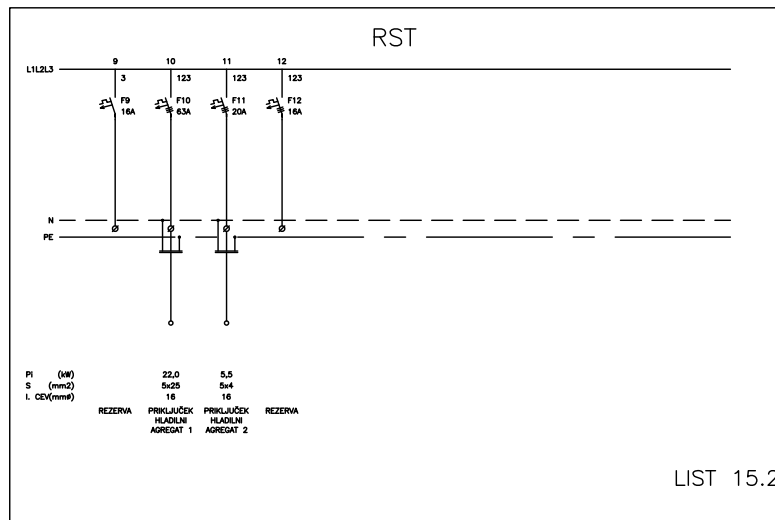 RST
9 10 11 12
L1L2L3
3 123 123 123
F9 F10 F11 F12
16A 63A 20A 16A
N
PE
Pi (kW) 22,0 5,5
S (mm2) 5x25 5x4
I. CEV(mmø) 16 16
REZERVA PRIKLJUČEK PRIKLJUČEK REZERVA
HLADILNI HLADILNI
AGREGAT 1 AGREGAT 2
LIST 15.2